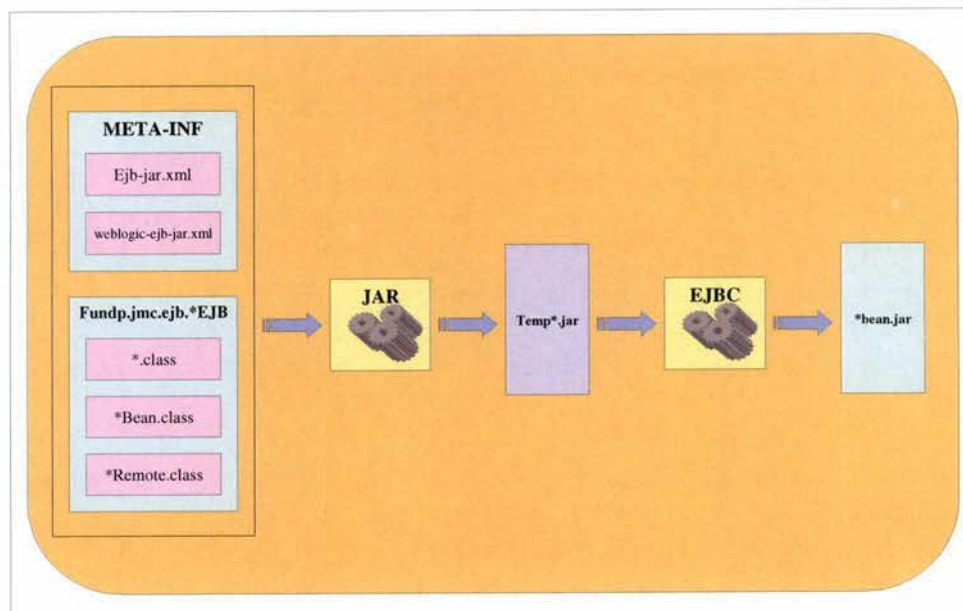 META-INF
Ejb-jar.xml
weblogic-ejb-jar.xml
Fundp.jmc.ejb.*EJB
*.class
*Bean.class
*Remote.class
JAR
Temp*.jar
EJBC
*bean.jar